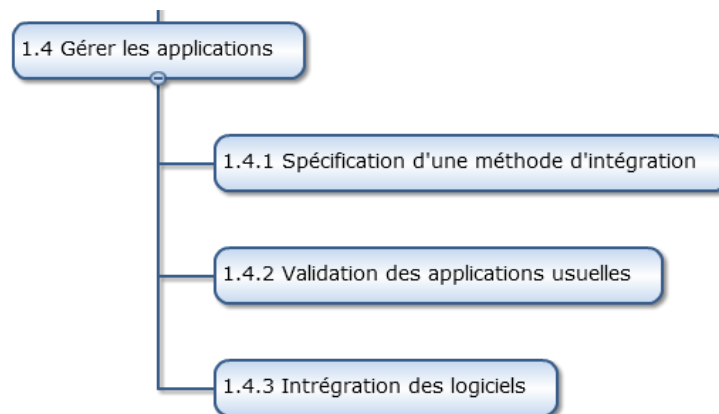 1.4 Gérer les applications
1.4.1 Spécification d'une méthode d'intégration
1.4.2 Validation des applications usuelles
1.4.3 Intrégration des logiciels